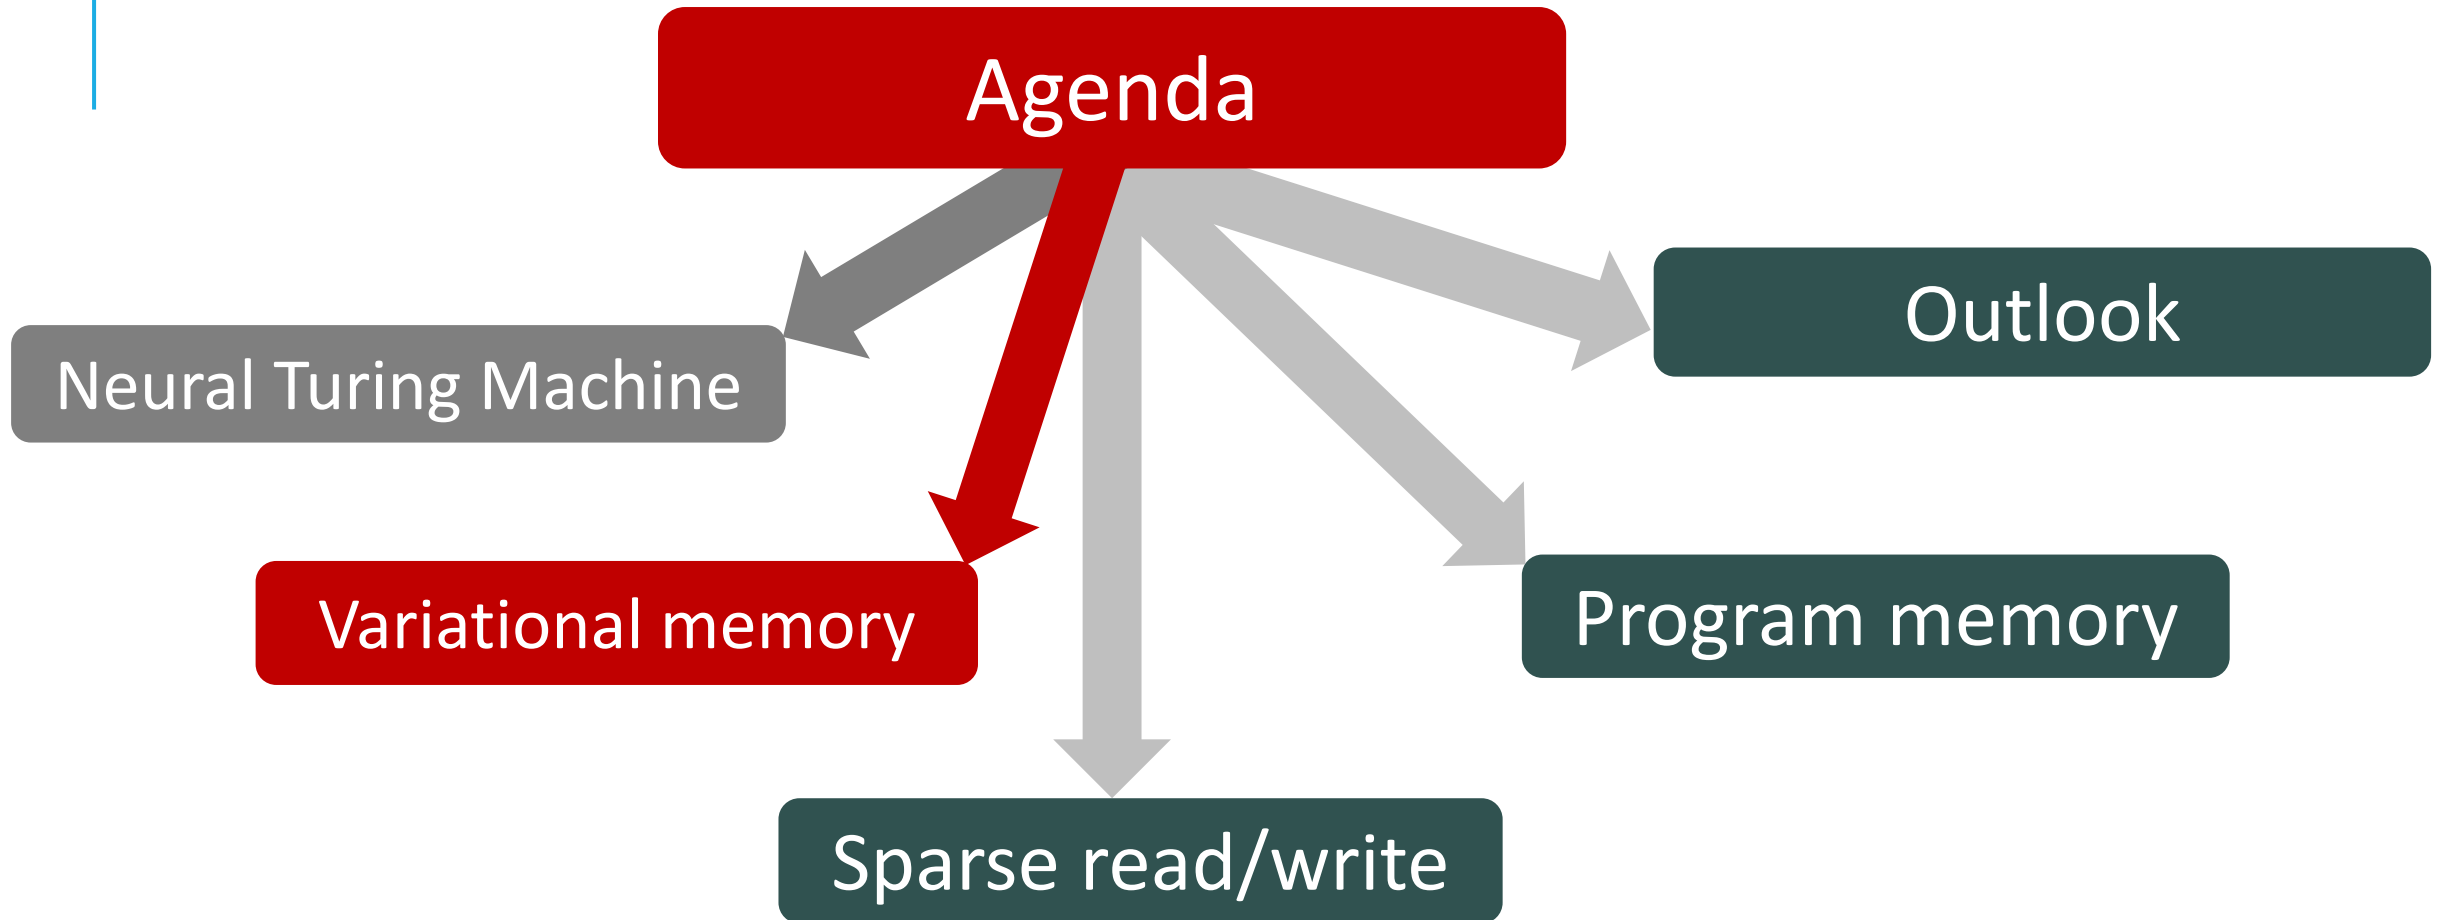 Agenda
Neural Turing Machine
Variational memory
Sparse read/write
Program memory
Outlook